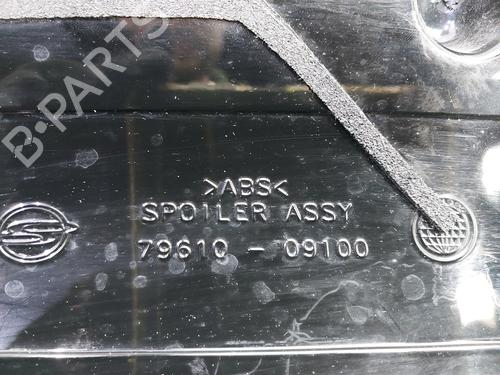 B-PARTS
>ABS<
SPOILER ASSY
79610 - 09100